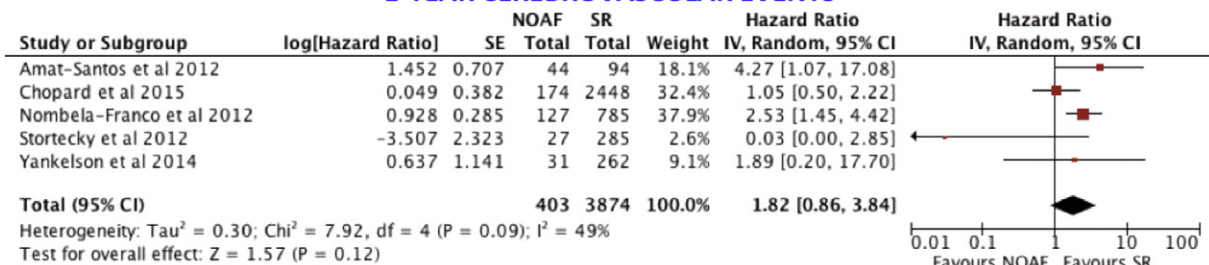 1-YEAR CEREBROVASCULAR EVENTS
NOAF SR Hazard Ratio Hazard Ratio
Study or Subgroup log[Hazard Ratio] SE Total Total Weight IV, Random, 95% CI IV, Random, 95% CI
Amat-Santos et al 2012 1.452 0.707 44 94 18.1% 4.27 [1.07, 17.08]
Chopard et al 2015 0.049 0.382 174 2448 32.4% 1.05 [0.50, 2.22]
Nombela-Franco et al 2012 0.928 0.285 127 785 37.9% 2.53 [1.45, 4.42]
Stortecky et al 2012 -3.507 2.323 27 285 2.6% 0.03 [0.00, 2.85]
Yankelson et al 2014 0.637 1.141 31 262 9.1% 1.89 [0.20, 17.70]
Total (95% CI) 403 3874 100.0% 1.82 [0.86, 3.84]
Heterogeneity: Tau² = 0.30; Chi² = 7.92, df = 4 (P = 0.09); I² = 49%
Test for overall effect: Z = 1.57 (P = 0.12)
0.01 0.1 1 10 100
Favours NOAF Favours SR